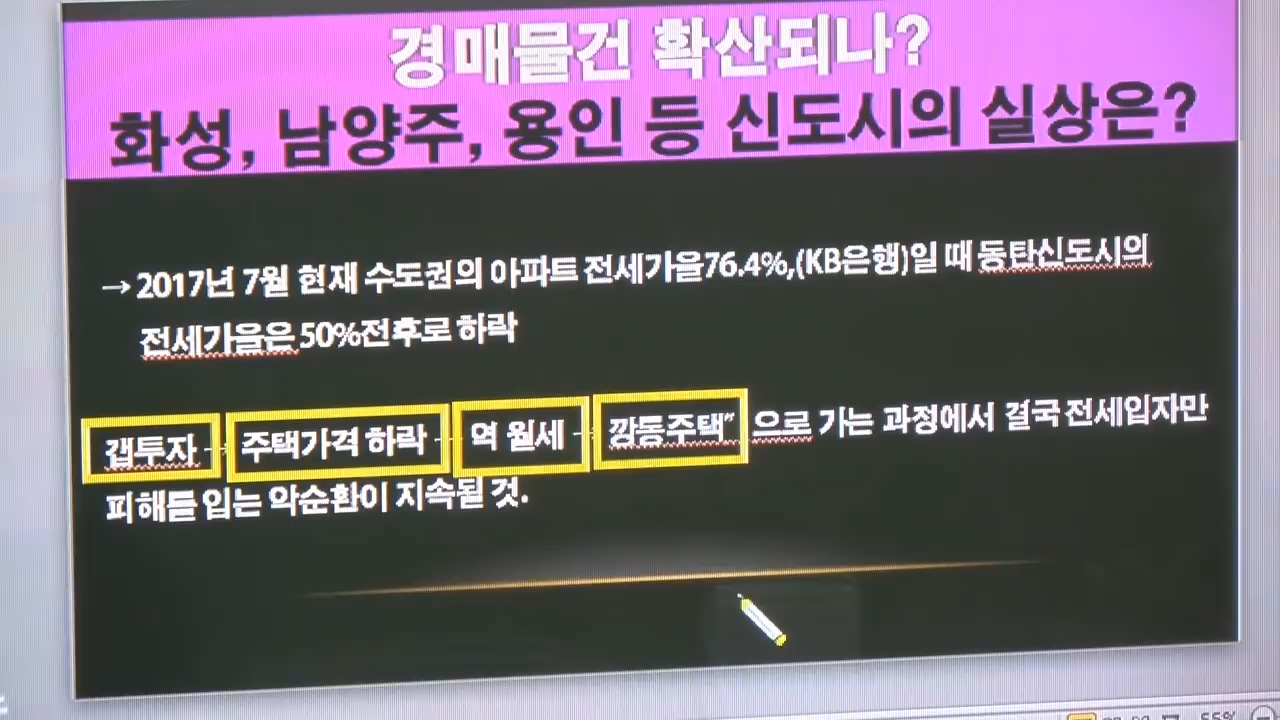 경매물건 확산되나?
화성, 남양주, 용인 등 신도시의 실상은?
→ 2017년 7월 현재 수도권의 아파트 전세가율76.4%,(KB은행)일 때 동탄신도시의
전세가율은 50%전후로 하락
갭투자 → 주택가격 하락 → 역 월세 → 깡통주택” 으로 가는 과정에서 결국 전세입자만
피해를 입는 악순환이 지속될 것.
55%